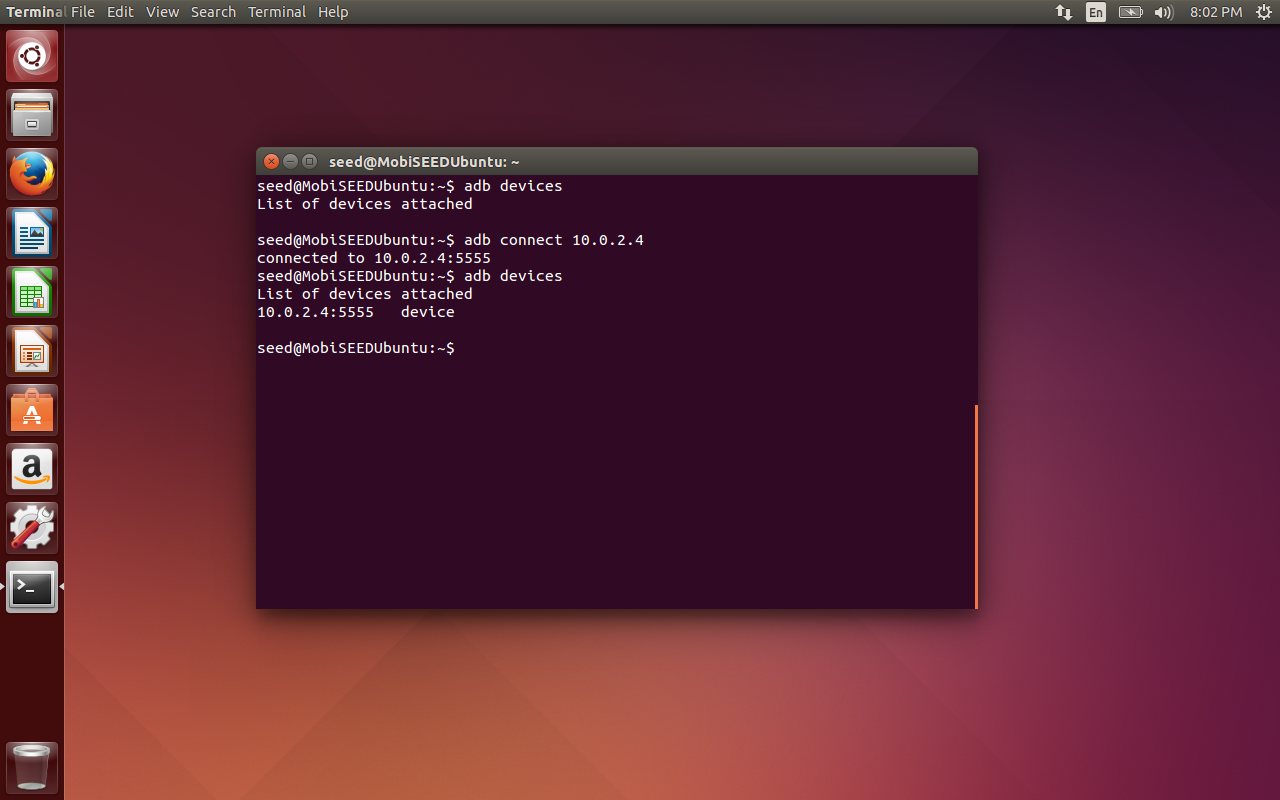 Terminal File Edit View Search Terminal Help En 8:02 PM
seed@MobiSEEDUbuntu: ~
seed@MobiSEEDUbuntu:~$ adb devices
List of devices attached
seed@MobiSEEDUbuntu:~$ adb connect 10.0.2.4
connected to 10.0.2.4:5555
seed@MobiSEEDUbuntu:~$ adb devices
List of devices attached
10.0.2.4:5555   device
seed@MobiSEEDUbuntu:~$